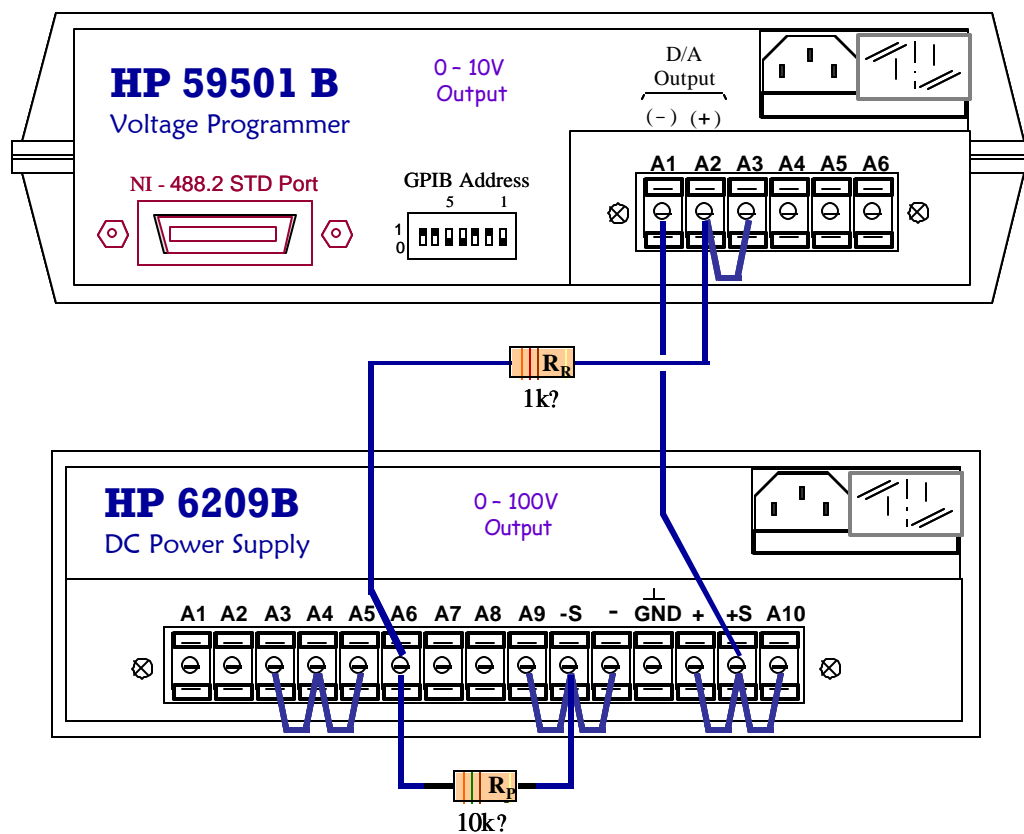 HP 59501 B
Voltage Programmer
0 – 10V
Output
D/A
Output
(-) (+)
A1 A2 A3 A4 A5 A6
NI - 488.2 STD Port
GPIB Address
5 1
1
0
RR
1k?
HP 6209B
DC Power Supply
0 – 100V
Output
A1 A2 A3 A4 A5 A6 A7 A8 A9 -S - GND + +S A10
RP
10k?